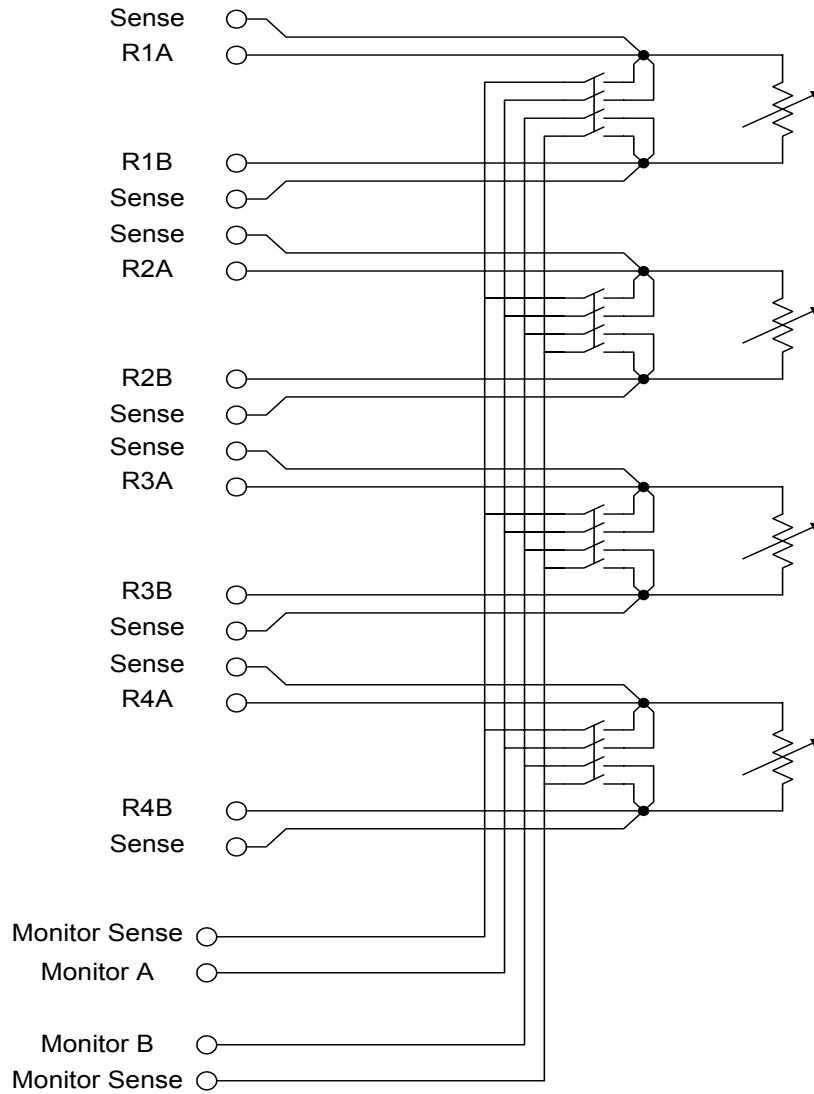 Sense
R1A
R1B
Sense
Sense
R2A
R2B
Sense
Sense
R3A
R3B
Sense
Sense
R4A
R4B
Sense
Monitor Sense
Monitor A
Monitor B
Monitor Sense